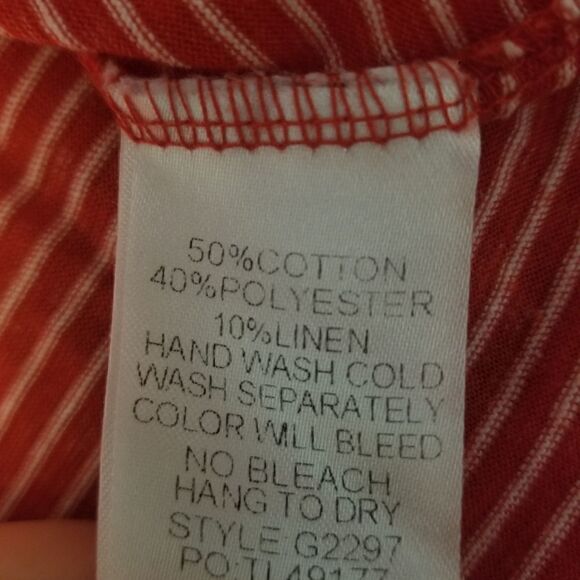 50%COTTON
40%POLYESTER
10%LINEN
HAND WASH COLD
WASH SEPARATELY
COLOR WILL BLEED
NO BLEACH
HANG TO DRY
STYLE G2297